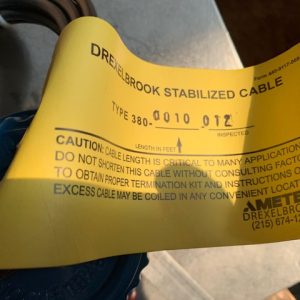 DREXELBROOK STABILIZED CABLE
TYPE 380- 0010 012
LENGTH IN FEET INSPECTED
CAUTION: CABLE LENGTH IS CRITICAL TO MANY APPLICATION
DO NOT SHORTEN THIS CABLE WITHOUT CONSULTING FACTO
TO OBTAIN PROPER TERMINATION KIT AND INSTRUCTIONS
EXCESS CABLE MAY BE COILED IN ANY CONVENIENT LOCAT
AMETE
DREXELBRO
(215) 674-12